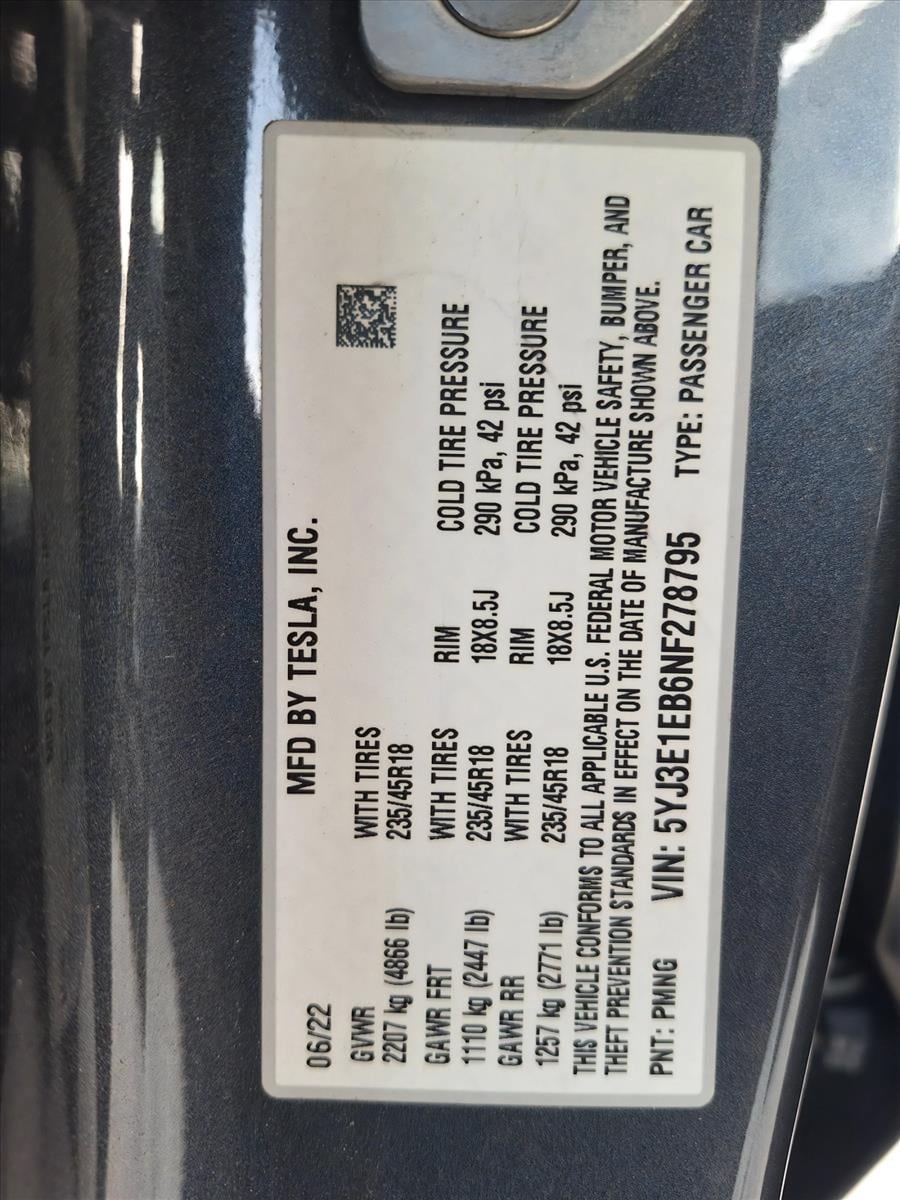 06/22 MFD BY TESLA, INC.
GVWR WITH TIRES
2207 kg (4866 lb) 235/45R18
GAWR FRT WITH TIRES RIM COLD TIRE PRESSURE
1110 kg (2447 lb) 235/45R18 18X8.5J 290 kPa, 42 psi
GAWR RR WITH TIRES RIM COLD TIRE PRESSURE
1257 kg (2771 lb) 235/45R18 18X8.5J 290 kPa, 42 psi
THIS VEHICLE CONFORMS TO ALL APPLICABLE U.S. FEDERAL MOTOR VEHICLE SAFETY, BUMPER, AND
THEFT PREVENTION STANDARDS IN EFFECT ON THE DATE OF MANUFACTURE SHOWN ABOVE.
PNT: PMNG VIN: 5YJ3E1EB6NF278795 TYPE: PASSENGER CAR